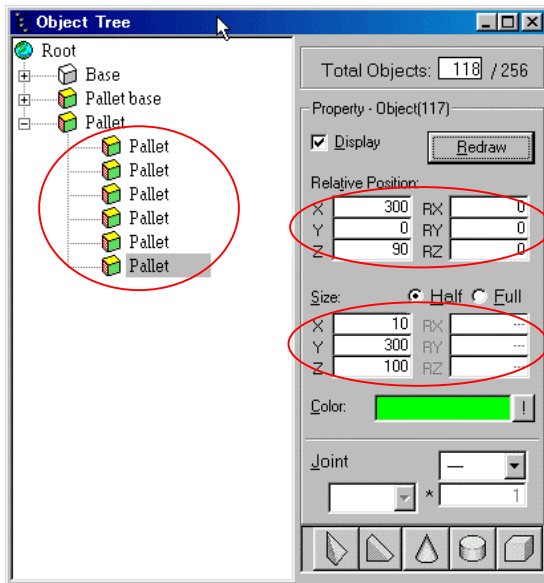 Object Tree
Root
Base
Pallet base
Pallet
Pallet
Pallet
Pallet
Pallet
Pallet
Pallet
Total Objects: 118 / 256
Property - Object(117)
Display
Redraw
Relative Position:
X 300 RX 0
Y 0 RY 0
Z 90 RZ 0
Size: Half Full
X 10 RX ---
Y 300 RY ---
Z 100 RZ ---
Color: !
Joint —
* 1